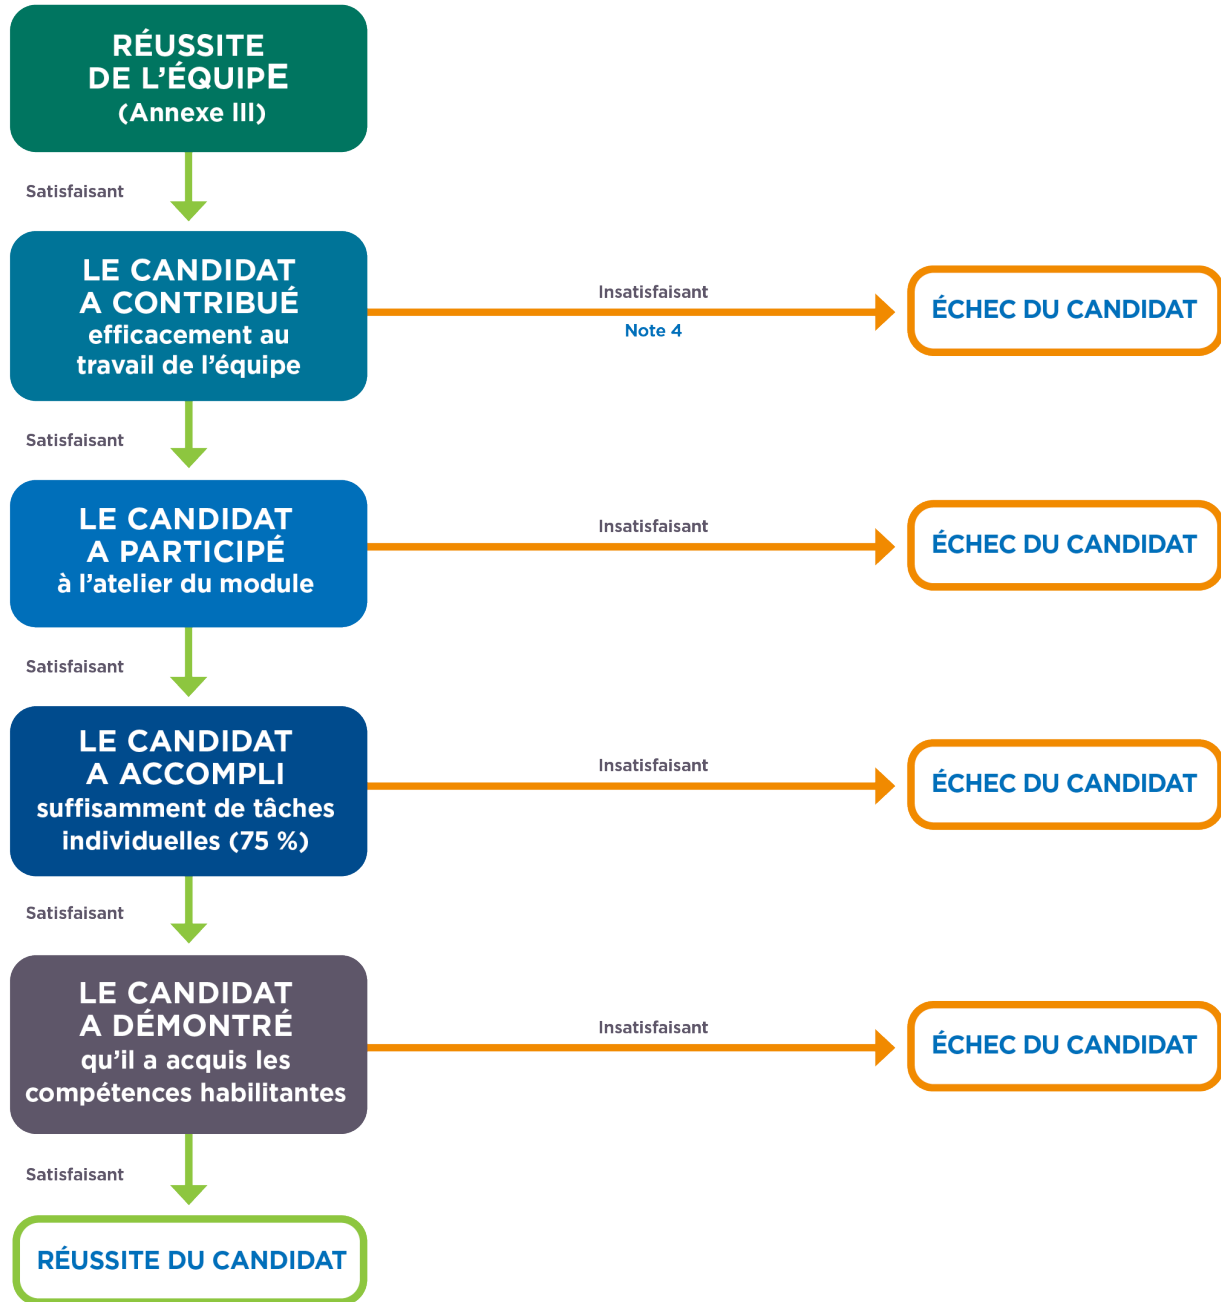 RÉUSSITE
DE L'ÉQUIPE
(Annexe III)
Satisfaisant
LE CANDIDAT
A CONTRIBUÉ
efficacement au
travail de l'équipe
Insatisfaisant
Note 4
ÉCHEC DU CANDIDAT
Satisfaisant
LE CANDIDAT
A PARTICIPÉ
à l'atelier du module
Insatisfaisant
ÉCHEC DU CANDIDAT
Satisfaisant
LE CANDIDAT
A ACCOMPLI
suffisamment de tâches
individuelles (75 %)
Insatisfaisant
ÉCHEC DU CANDIDAT
Satisfaisant
LE CANDIDAT
A DÉMONTRÉ
qu'il a acquis les
compétences habilitantes
Insatisfaisant
ÉCHEC DU CANDIDAT
Satisfaisant
RÉUSSITE DU CANDIDAT